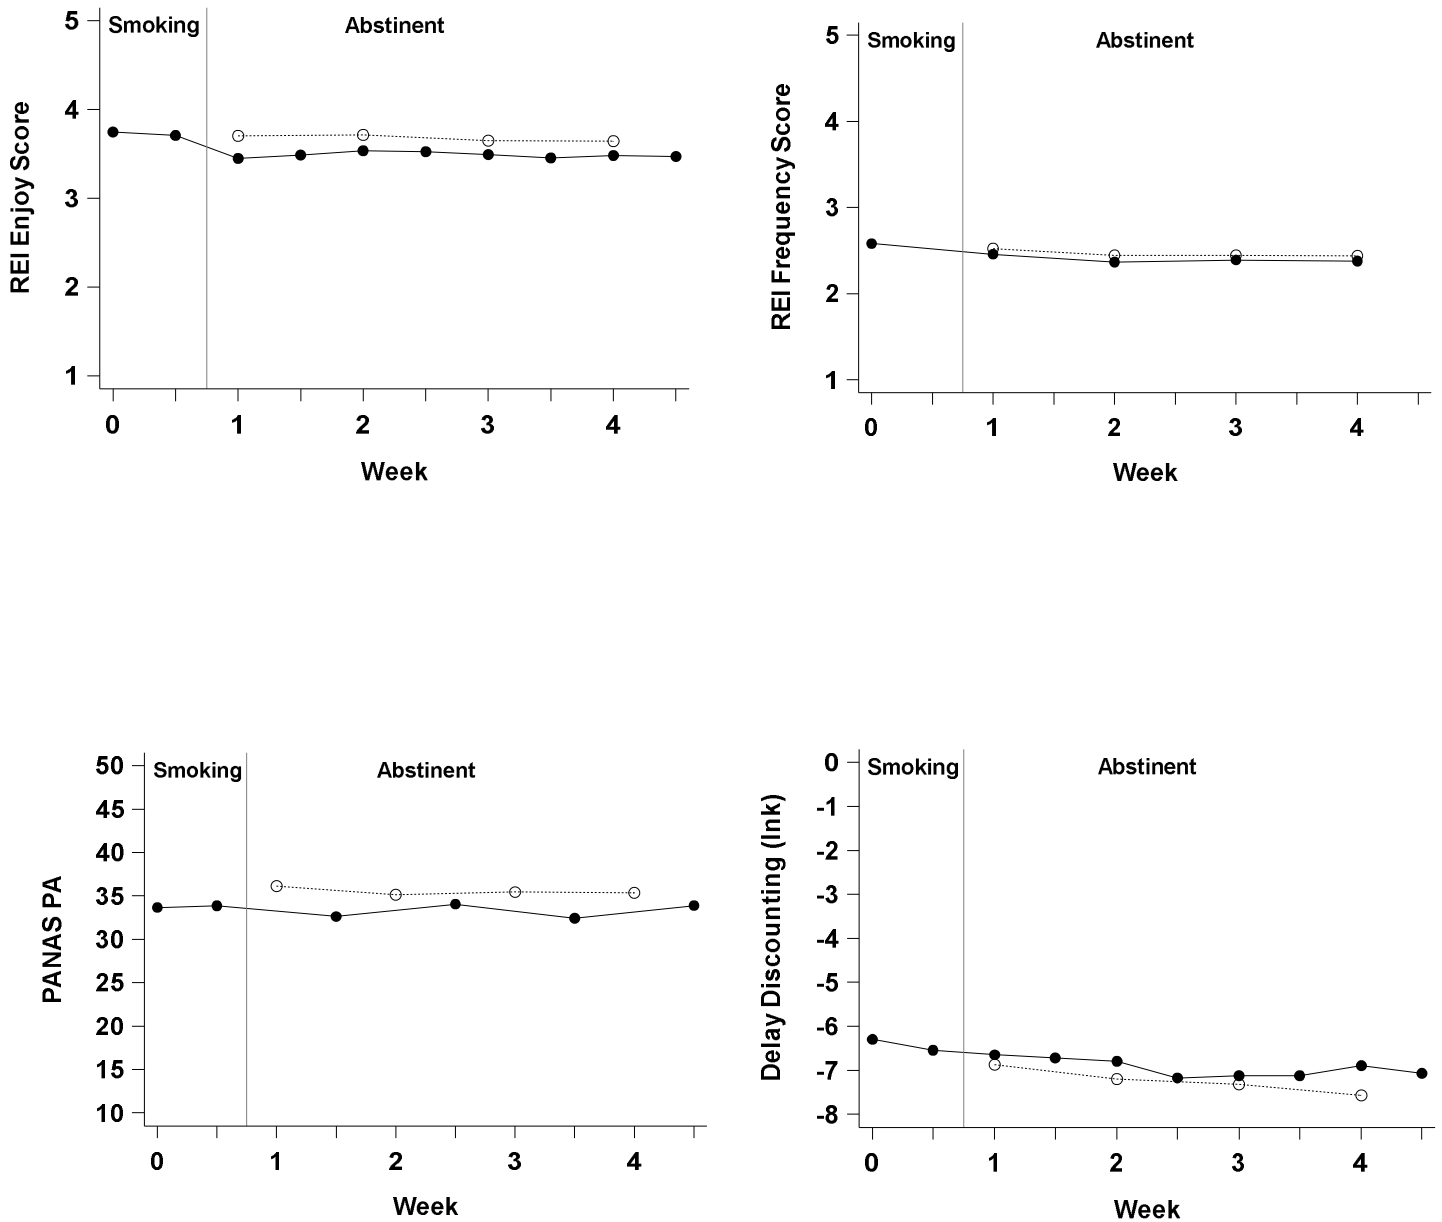 Smoking
Abstinent
REI Enjoy Score
5
4
3
2
1
0 1 2 3 4
Week
Smoking
Abstinent
REI Frequency Score
5
4
3
2
1
0 1 2 3 4
Week
Smoking
Abstinent
PANAS PA
50
45
40
35
30
25
20
15
10
0 1 2 3 4
Week
Smoking
Abstinent
Delay Discounting (lnk)
0
-1
-2
-3
-4
-5
-6
-7
-8
0 1 2 3 4
Week